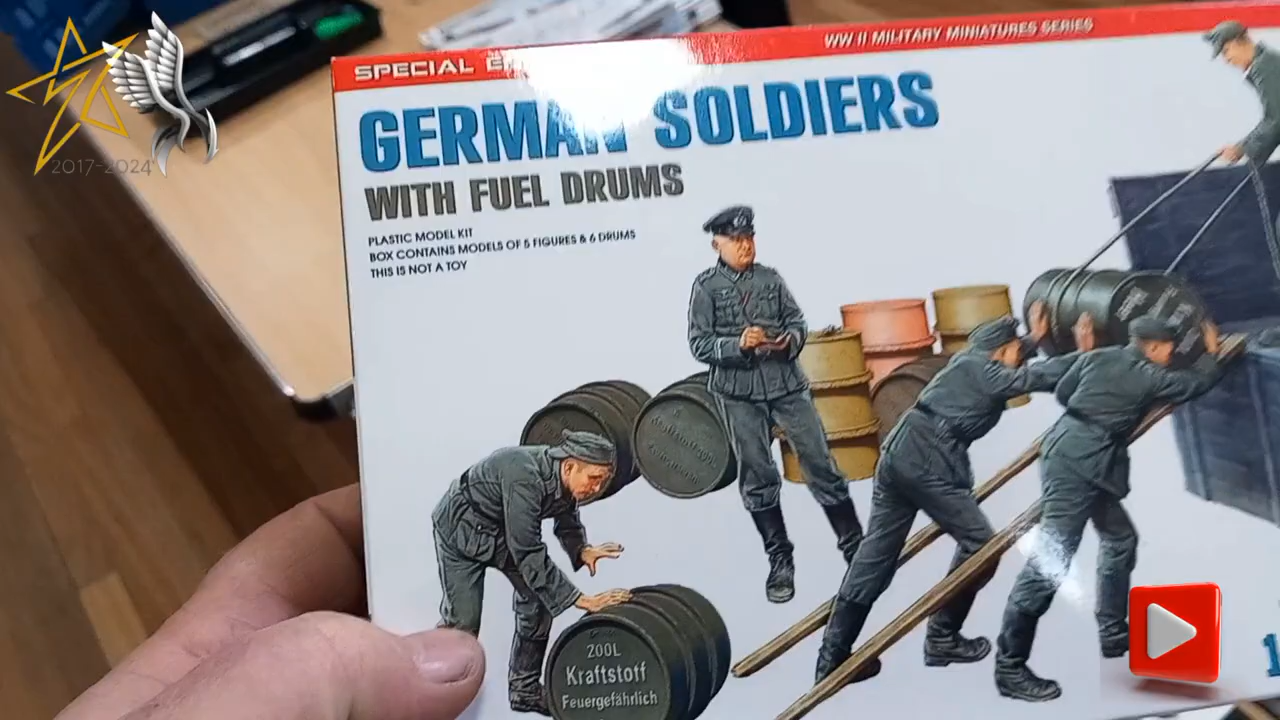 WW II MILITARY MINIATURES SERIES
SPECIAL
GERMAN SOLDIERS
WITH FUEL DRUMS
PLASTIC MODEL KIT
BOX CONTAINS MODELS OF 5 FIGURES & 6 DRUMS
THIS IS NOT A TOY
2017-2024
200L
Kraftstoff
Feuergefährlich